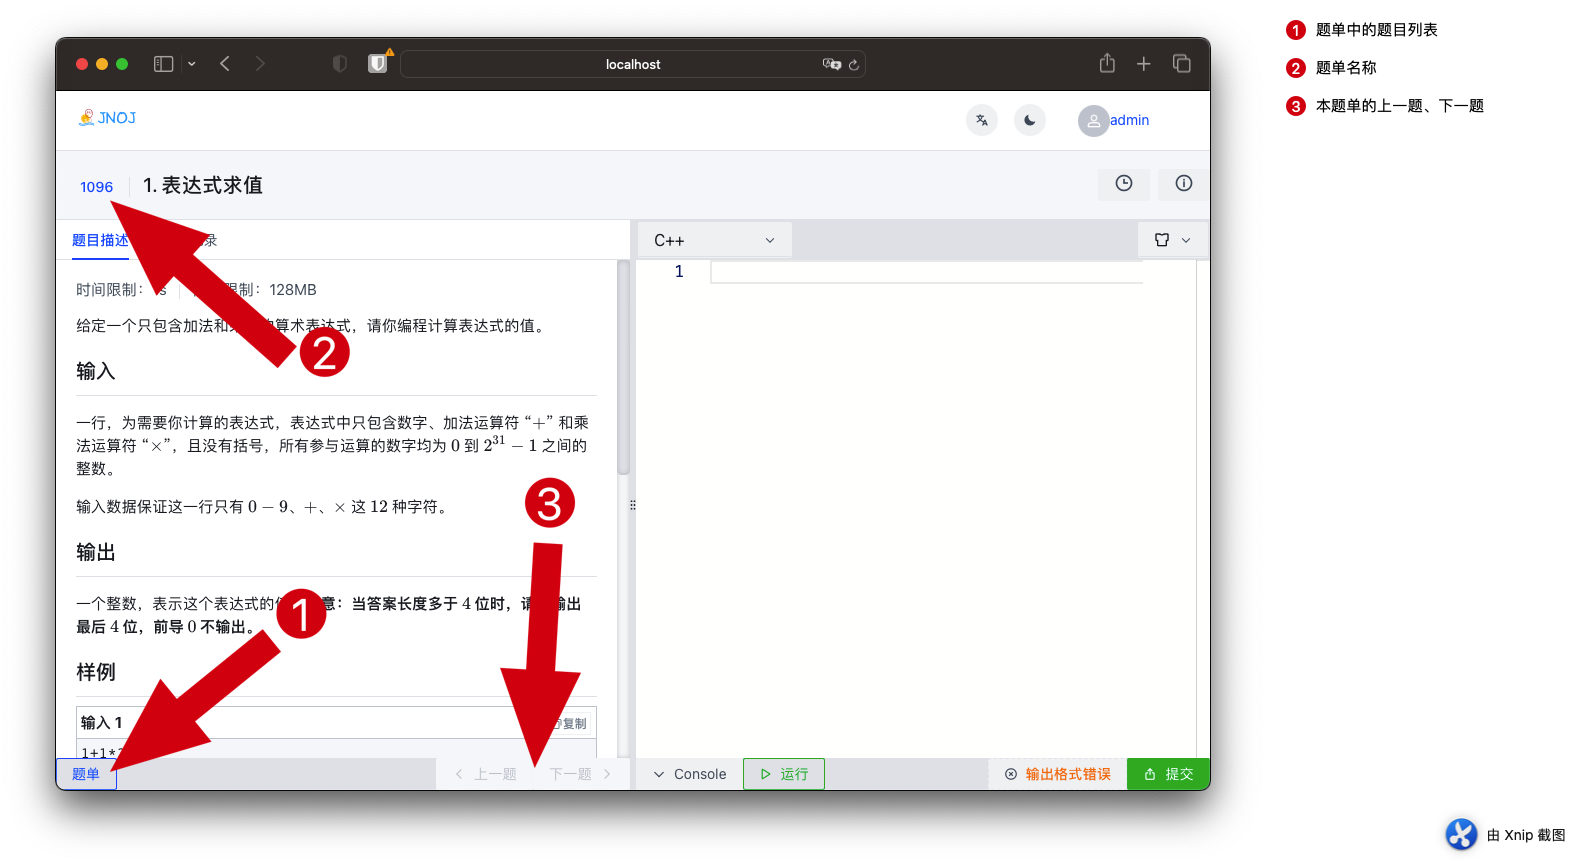 localhost
JNOJ
admin
1096
1. 表达式求值
题目描述
录
C++
时间限制：
s
限制：128MB
1
给定一个只包含加法和
算术表达式，请你编程计算表达式的值。
2
输入
一行，为需要你计算的表达式，表达式中只包含数字、加法运算符 “+” 和乘
法运算符 “×”，且没有括号，所有参与运算的数字均为 0 到 2^31 − 1 之间的
整数。
输入数据保证这一行只有 0 − 9、+、× 这 12 种字符。
3
输出
一个整数，表示这个表达式的
意：当答案长度多于 4 位时，请
输出
最后 4 位，前导 0 不输出。
1
样例
输入 1
复制
1+1*
题单
上一题
下一题
Console
运行
输出格式错误
提交
1 题单中的题目列表
2 题单名称
3 本题单的上一题、下一题
由 Xnip 截图